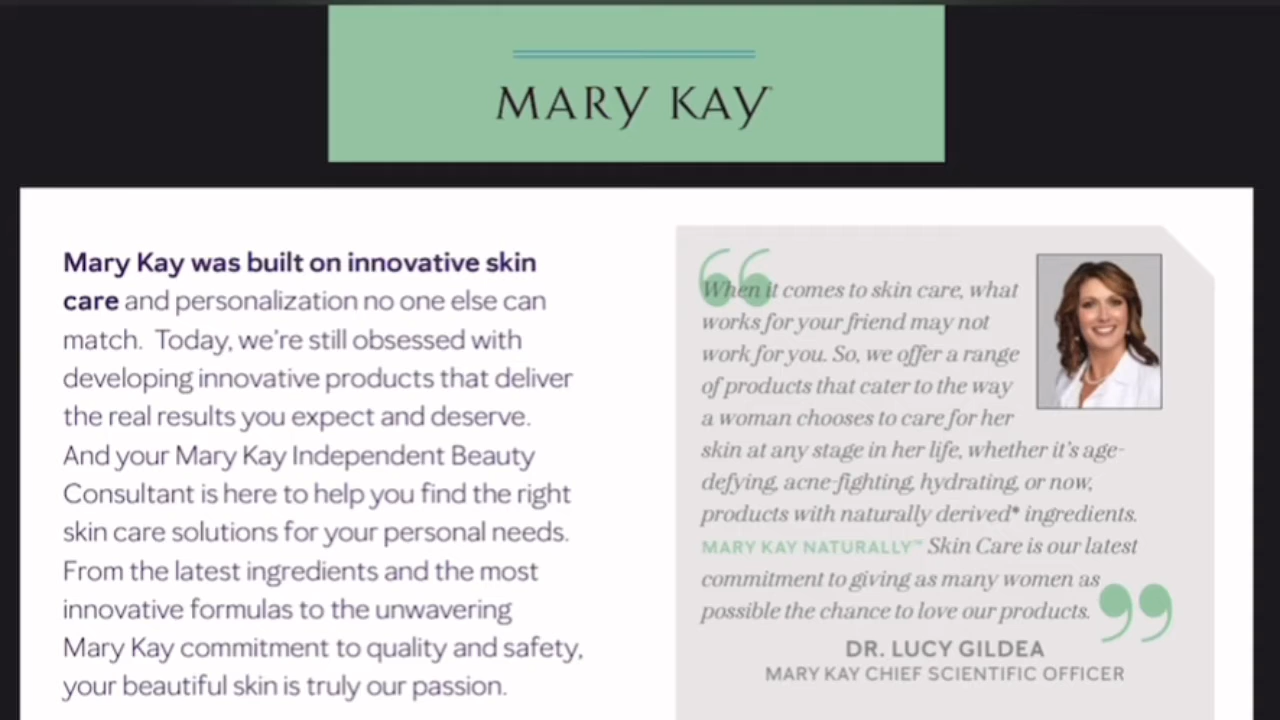 MARY KAY
Mary Kay was built on innovative skin
care and personalization no one else can
match. Today, we're still obsessed with
developing innovative products that deliver
the real results you expect and deserve.
And your Mary Kay Independent Beauty
Consultant is here to help you find the right
skin care solutions for your personal needs.
From the latest ingredients and the most
innovative formulas to the unwavering
Mary Kay commitment to quality and safety,
your beautiful skin is truly our passion.
“When it comes to skin care, what
works for your friend may not
work for you. So, we offer a range
of products that cater to the way
a woman chooses to care for her
skin at any stage in her life, whether it's age-
defying, acne-fighting, hydrating, or now,
products with naturally derived* ingredients.
MARY KAY NATURALLY™ Skin Care is our latest
commitment to giving as many women as
possible the chance to love our products.”
DR. LUCY GILDEA
MARY KAY CHIEF SCIENTIFIC OFFICER